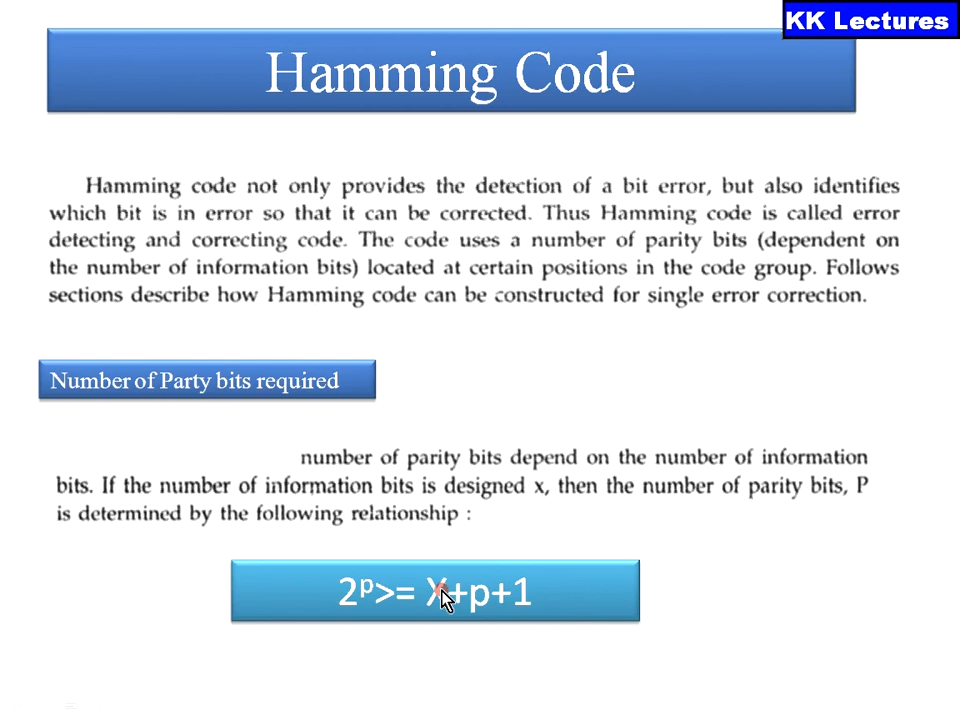 KK Lectures
Hamming Code
Hamming code not only provides the detection of a bit error, but also identifies
which bit is in error so that it can be corrected. Thus Hamming code is called error
detecting and correcting code. The code uses a number of parity bits (dependent on
the number of information bits) located at certain positions in the code group. Follows
sections describe how Hamming code can be constructed for single error correction.
Number of Party bits required
number of parity bits depend on the number of information
bits. If the number of information bits is designed x, then the number of parity bits, P
is determined by the following relationship :
2ᵖ>= X+p+1